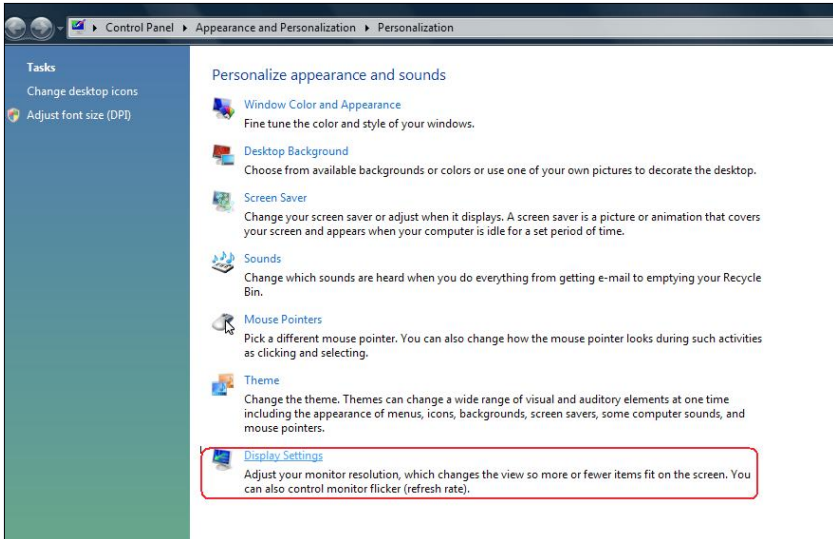 Control Panel ▸ Appearance and Personalization ▸ Personalization
Tasks
Change desktop icons
Adjust font size (DPI)
Personalize appearance and sounds
Window Color and Appearance
Fine tune the color and style of your windows.
Desktop Background
Choose from available backgrounds or colors or use one of your own pictures to decorate the desktop.
Screen Saver
Change your screen saver or adjust when it displays. A screen saver is a picture or animation that covers
your screen and appears when your computer is idle for a set period of time.
Sounds
Change which sounds are heard when you do everything from getting e-mail to emptying your Recycle
Bin.
Mouse Pointers
Pick a different mouse pointer. You can also change how the mouse pointer looks during such activities
as clicking and selecting.
Theme
Change the theme. Themes can change a wide range of visual and auditory elements at one time
including the appearance of menus, icons, backgrounds, screen savers, some computer sounds, and
mouse pointers.
Display Settings
Adjust your monitor resolution, which changes the view so more or fewer items fit on the screen. You
can also control monitor flicker (refresh rate).